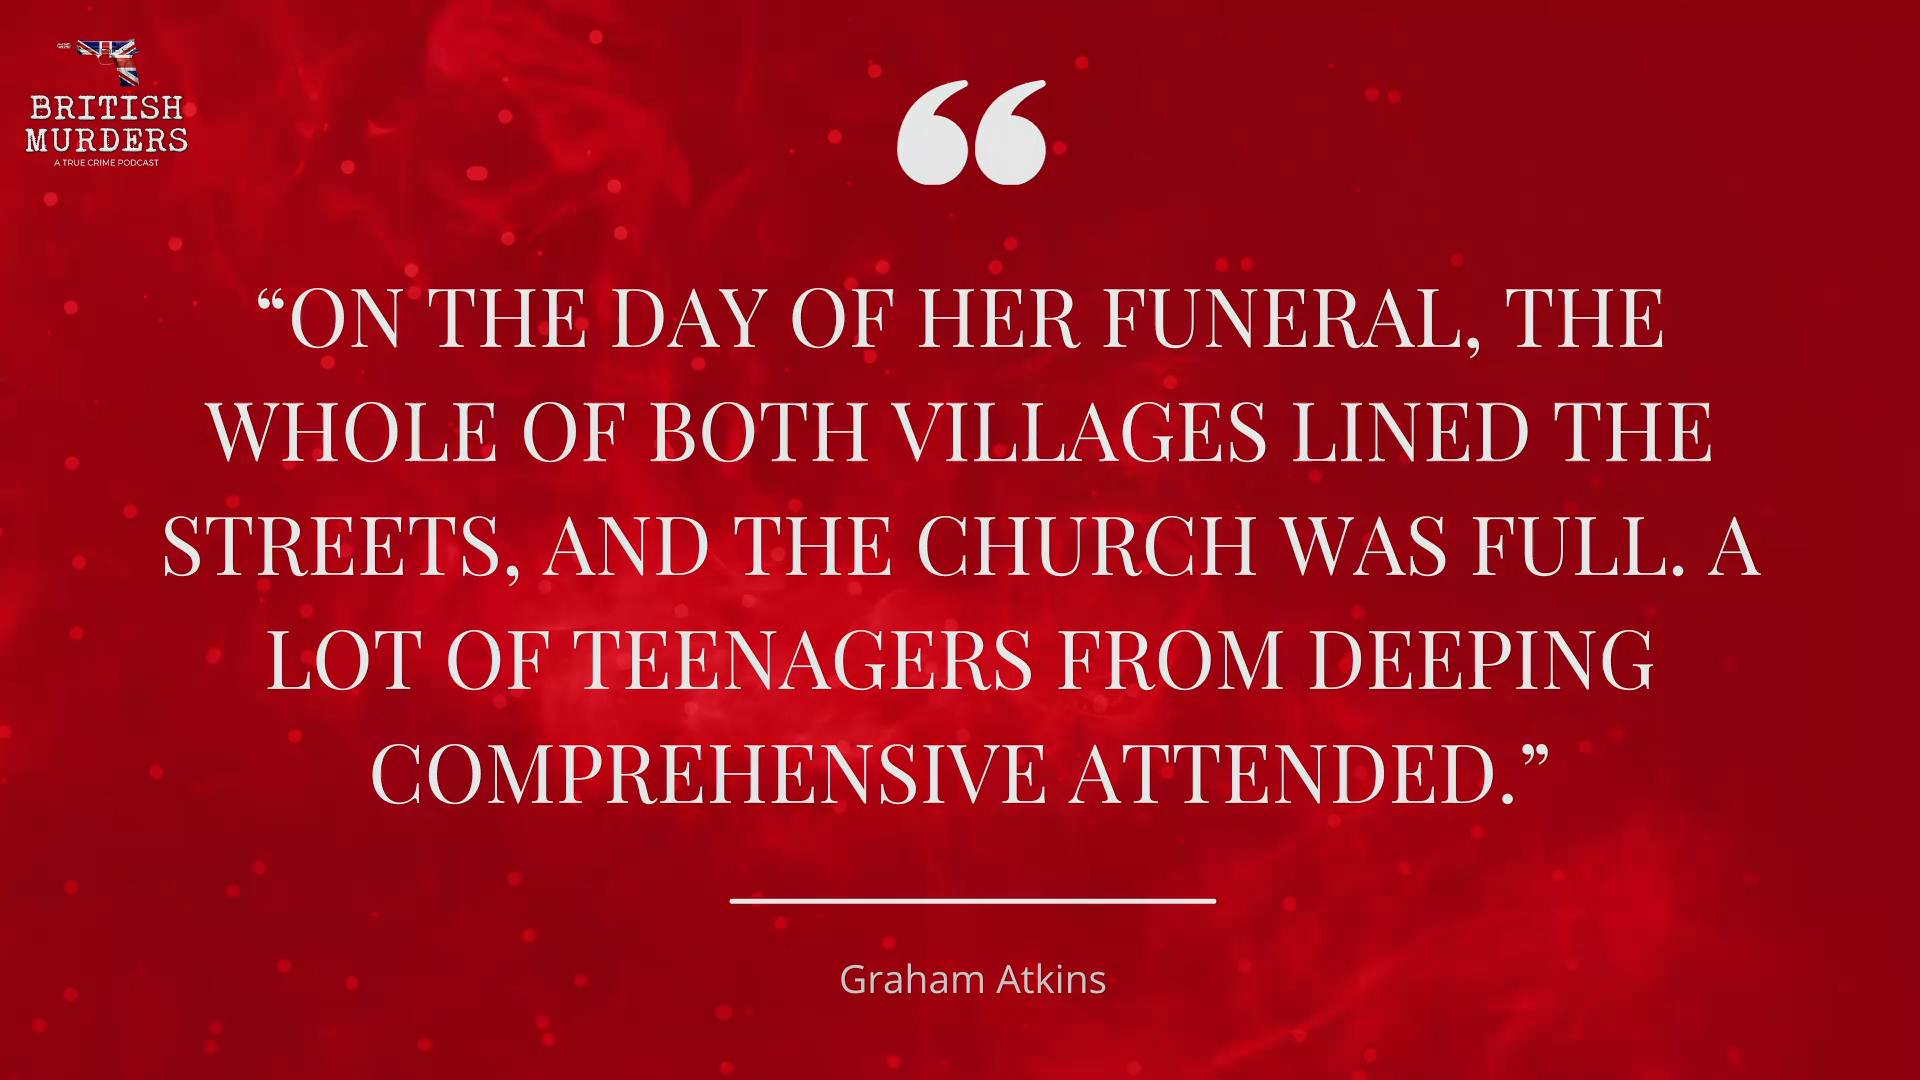 BRITISH
MURDERS
A TRUE CRIME PODCAST
“
“ON THE DAY OF HER FUNERAL, THE
WHOLE OF BOTH VILLAGES LINED THE
STREETS, AND THE CHURCH WAS FULL. A
LOT OF TEENAGERS FROM DEEPING
COMPREHENSIVE ATTENDED.”
Graham Atkins